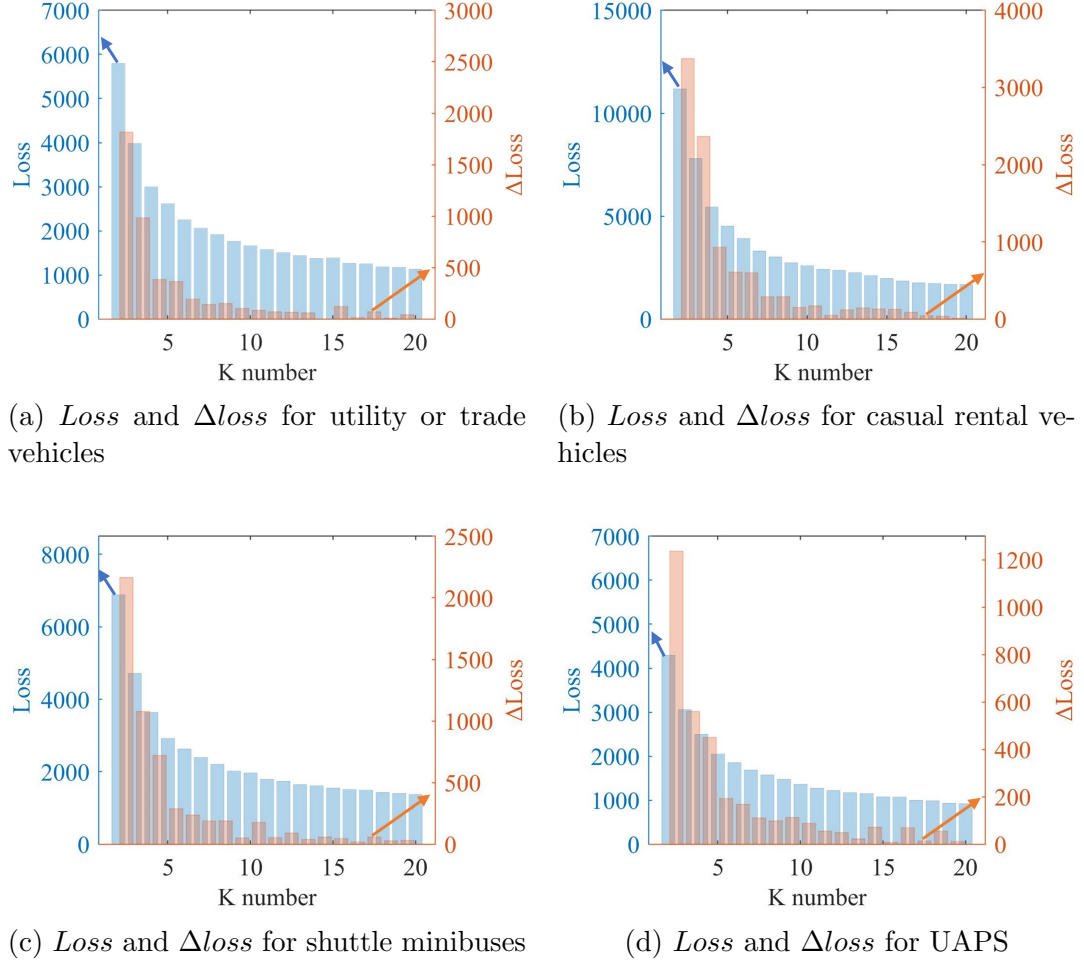 7000
6000
5000
4000
3000
2000
1000
0
Loss
3000
2500
2000
1500
1000
500
0
ΔLoss
5 10 15 20
K number
(a) Loss and Δloss for utility or trade
vehicles
15000
10000
5000
0
Loss
4000
3000
2000
1000
0
ΔLoss
5 10 15 20
K number
(b) Loss and Δloss for casual rental ve-
hicles
8000
6000
4000
2000
0
Loss
2500
2000
1500
1000
500
0
ΔLoss
5 10 15 20
K number
(c) Loss and Δloss for shuttle minibuses
7000
6000
5000
4000
3000
2000
1000
0
Loss
1200
1000
800
600
400
200
0
ΔLoss
5 10 15 20
K number
(d) Loss and Δloss for UAPS